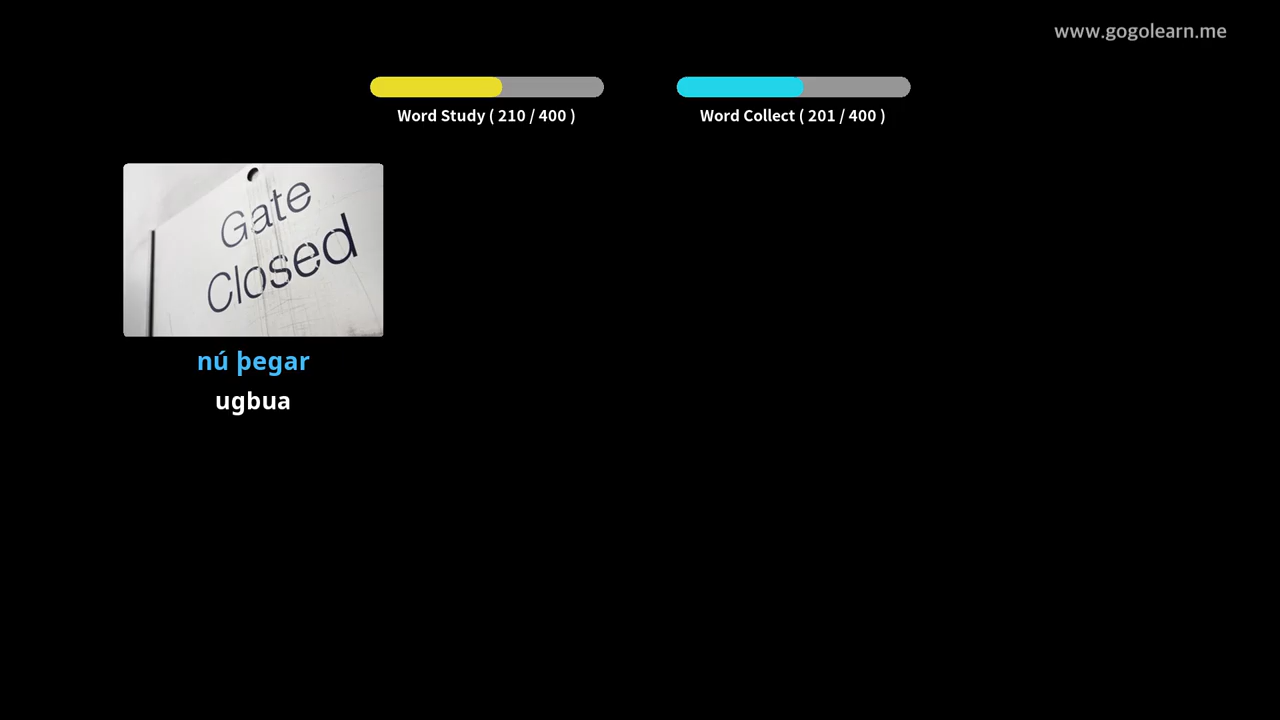 www.gogolearn.me
Word Study ( 210 / 400 )
Word Collect ( 201 / 400 )
Gate
Closed
nú þegar
ugbua